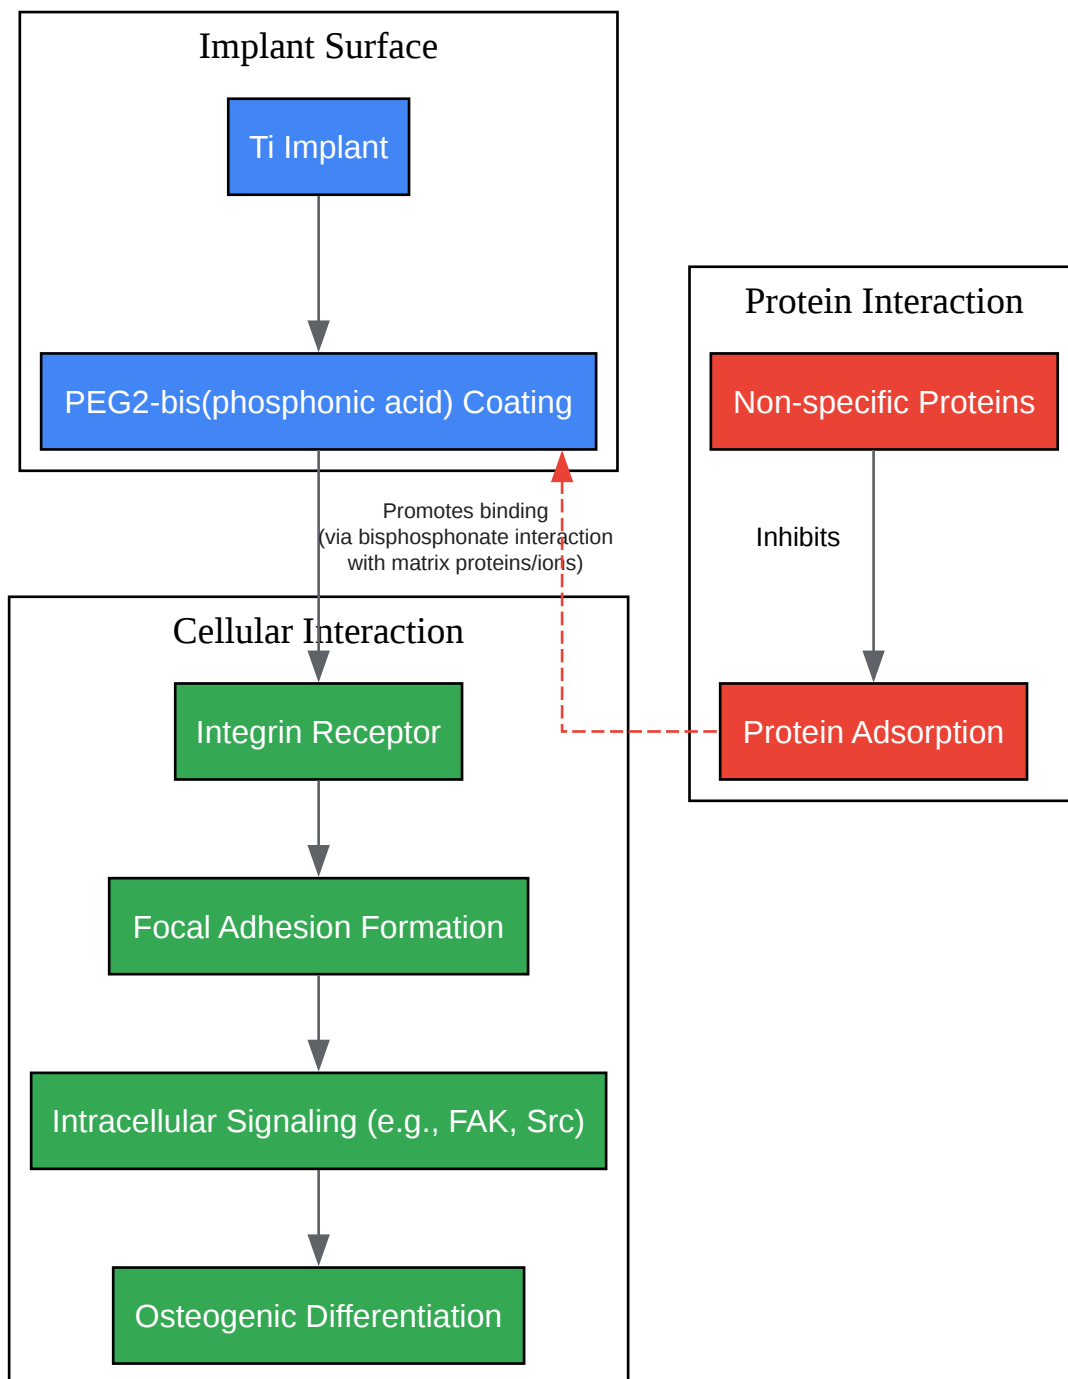 Implant Surface
Ti Implant
PEG2-bis(phosphonic acid) Coating
Promotes binding
(via bisphosphonate interaction
with matrix proteins/ions)
Protein Interaction
Non-specific Proteins
Inhibits
Protein Adsorption
Cellular Interaction
Integrin Receptor
Focal Adhesion Formation
Intracellular Signaling (e.g., FAK, Src)
Osteogenic Differentiation